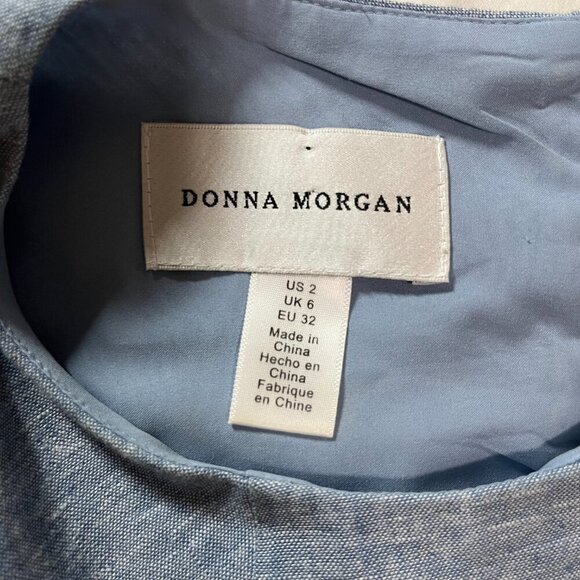 DONNA MORGAN
US 2
UK 6
EU 32
Made in
China
Hecho en
China
Fabrique
en Chine